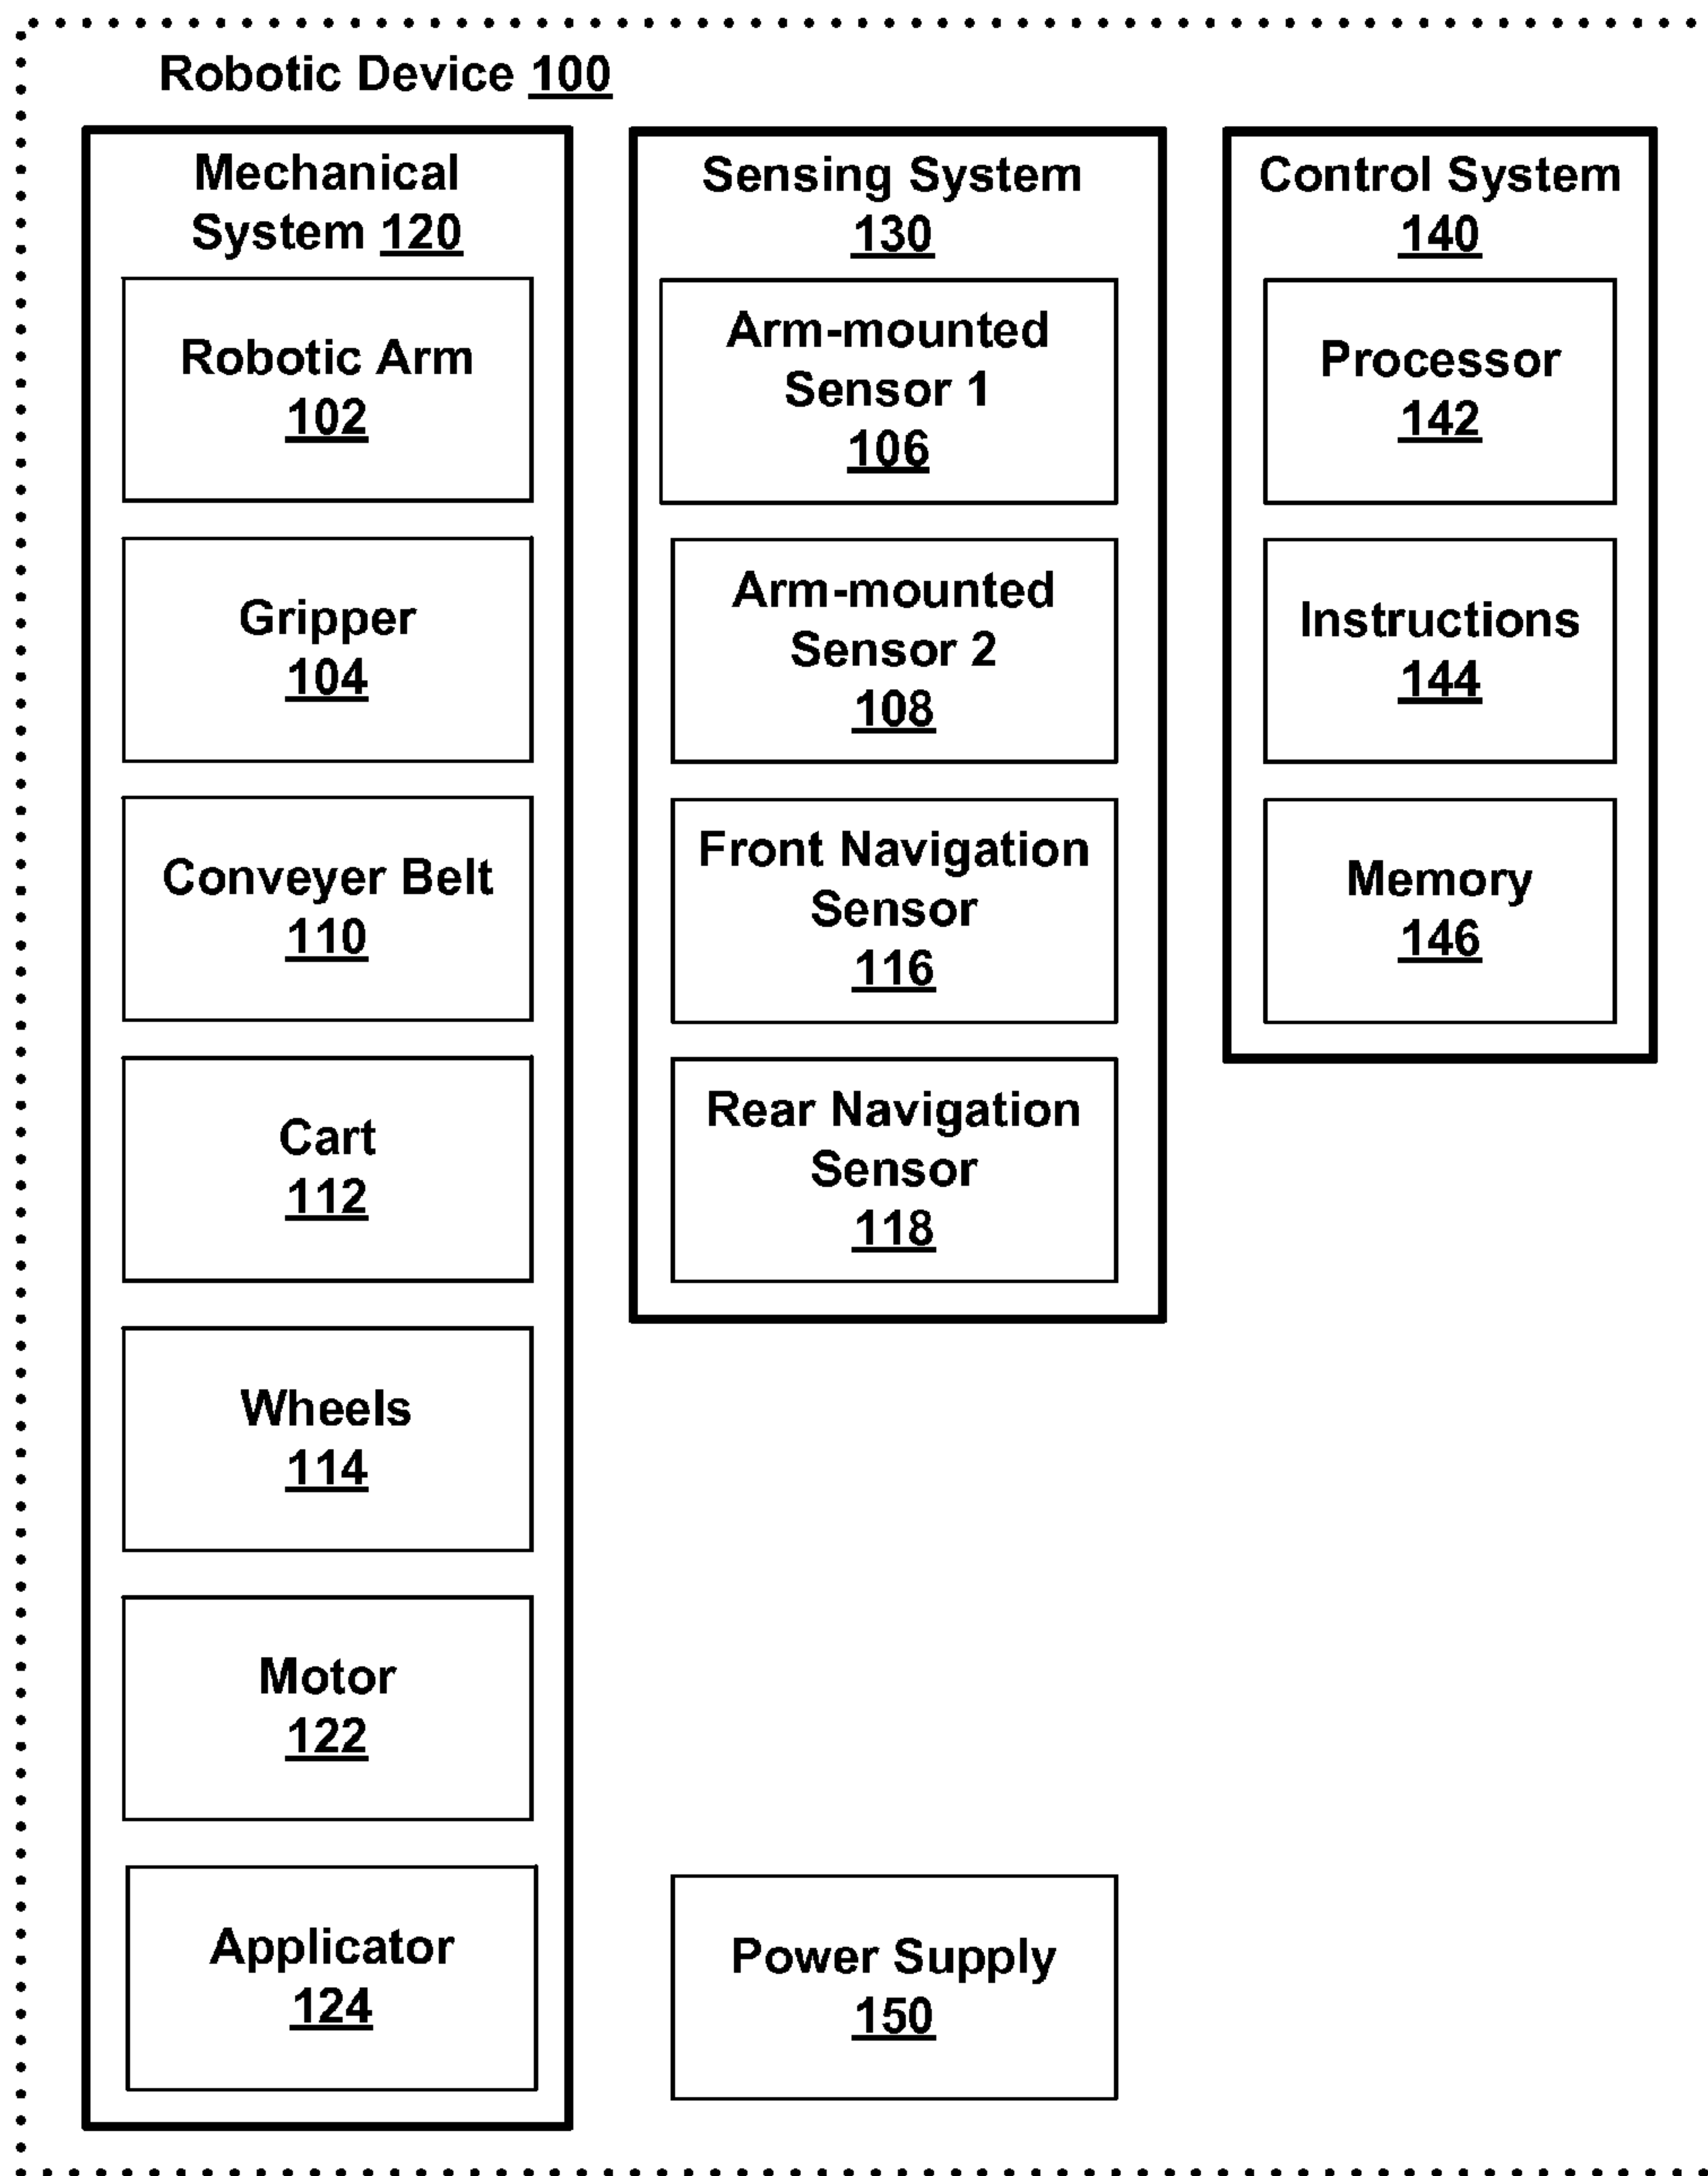 Robotic Device 100
Mechanical
System 120
Robotic Arm
102
Gripper
104
Conveyer Belt
110
Cart
112
Wheels
114
Motor
122
Applicator
124
Sensing System
130
Arm-mounted
Sensor 1
106
Arm-mounted
Sensor 2
108
Front Navigation
Sensor
116
Rear Navigation
Sensor
118
Power Supply
150
Control System
140
Processor
142
Instructions
144
Memory
146